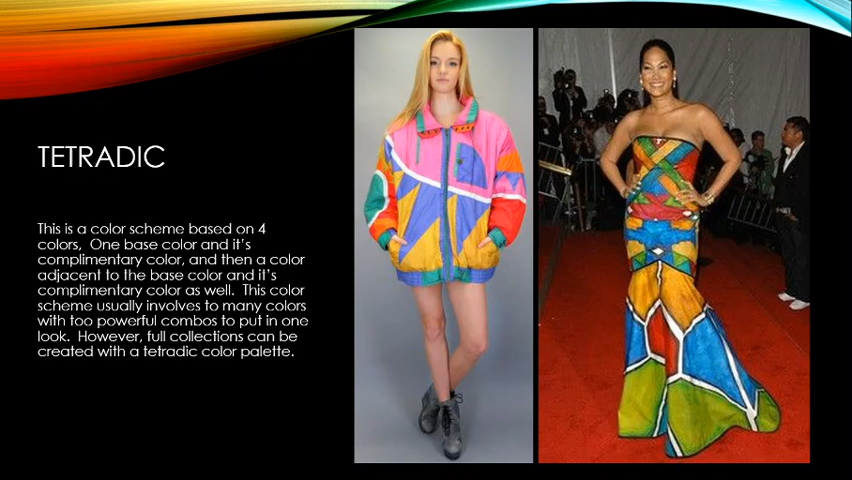 TETRADIC
This is a color scheme based on 4
colors,  One base color and it's
complimentary color, and then a color
adjacent to the base color and it's
complimentary color as well.  This color
scheme usually involves to many colors
with too powerful combos to put in one
look.  However, full collections can be
created with a tetradic color palette.